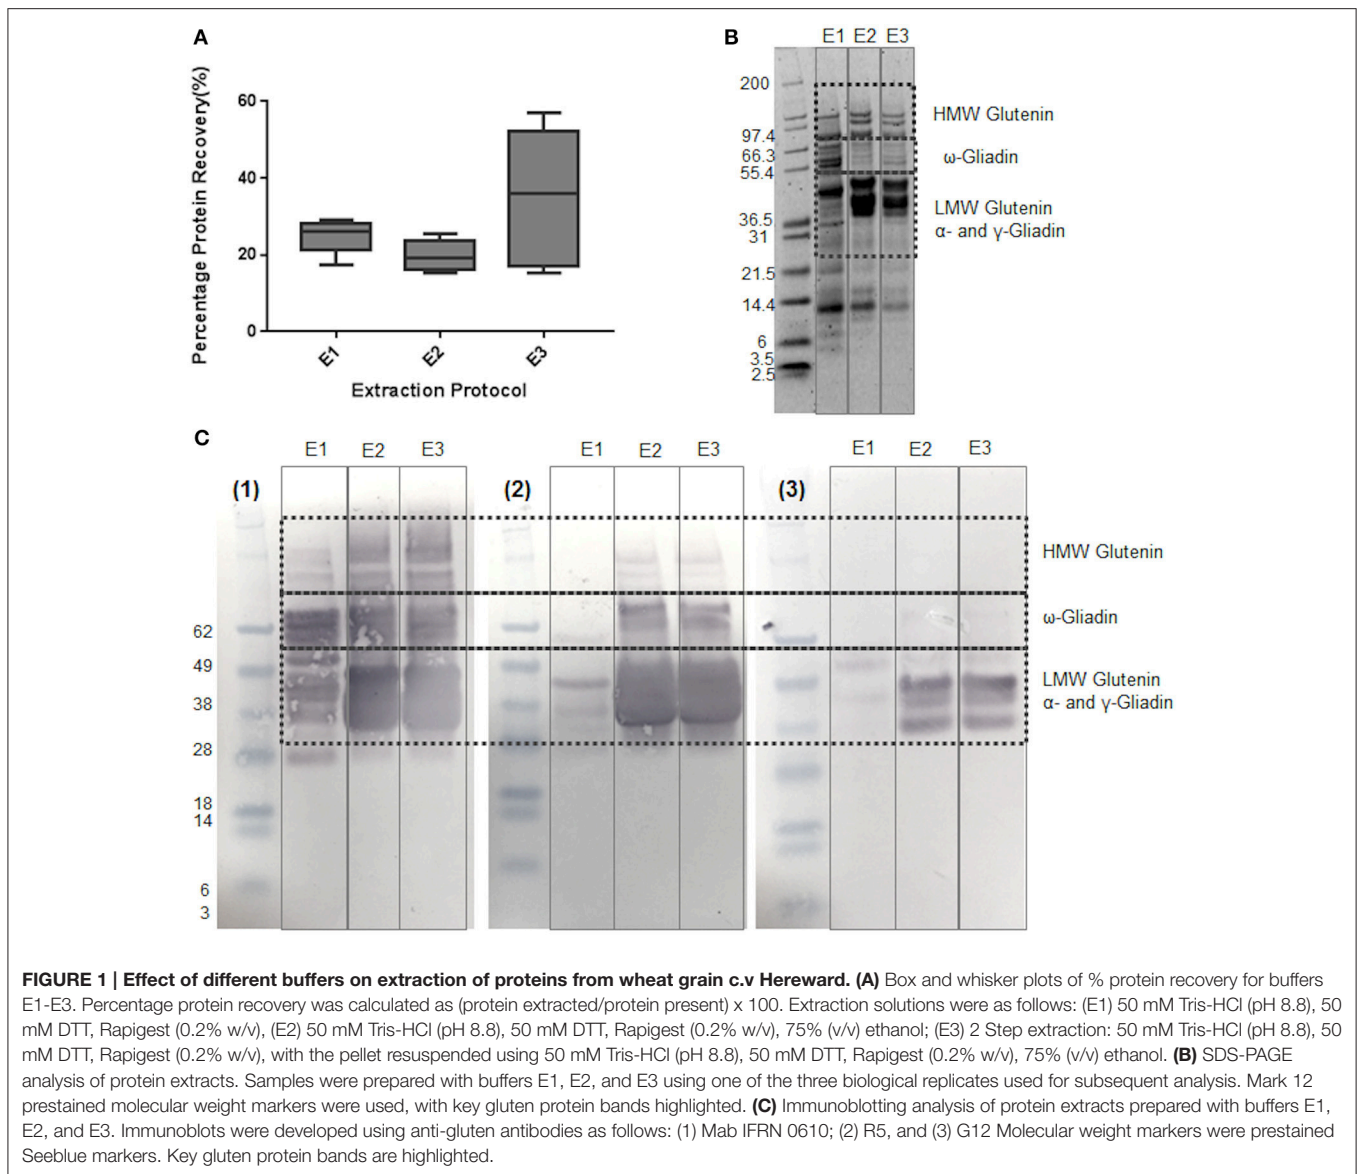 A
Percentage Protein Recovery(%)
60
40
20
0
E1
E2
E3
Extraction Protocol
B
E1 E2 E3
200
97.4
66.3
55.4
36.5
31
21.5
14.4
6
3.5
2.5
HMW Glutenin
ω-Gliadin
LMW Glutenin
α- and γ-Gliadin
C
E1 E2 E3
(1)
62
49
38
28
18
14
6
3
E1 E2 E3
(2)
E1 E2 E3
(3)
HMW Glutenin
ω-Gliadin
LMW Glutenin
α- and γ-Gliadin
FIGURE 1 | Effect of different buffers on extraction of proteins from wheat grain c.v Hereward. (A) Box and whisker plots of % protein recovery for buffers
E1-E3. Percentage protein recovery was calculated as (protein extracted/protein present) x 100. Extraction solutions were as follows: (E1) 50 mM Tris-HCl (pH 8.8), 50
mM DTT, Rapigest (0.2% w/v), (E2) 50 mM Tris-HCl (pH 8.8), 50 mM DTT, Rapigest (0.2% w/v), 75% (v/v) ethanol; (E3) 2 Step extraction: 50 mM Tris-HCl (pH 8.8), 50
mM DTT, Rapigest (0.2% w/v), with the pellet resuspended using 50 mM Tris-HCl (pH 8.8), 50 mM DTT, Rapigest (0.2% w/v), 75% (v/v) ethanol. (B) SDS-PAGE
analysis of protein extracts. Samples were prepared with buffers E1, E2, and E3 using one of the three biological replicates used for subsequent analysis. Mark 12
prestained molecular weight markers were used, with key gluten protein bands highlighted. (C) Immunoblotting analysis of protein extracts prepared with buffers E1,
E2, and E3. Immunoblots were developed using anti-gluten antibodies as follows: (1) Mab IFRN 0610; (2) R5, and (3) G12 Molecular weight markers were prestained
Seeblue markers. Key gluten protein bands are highlighted.